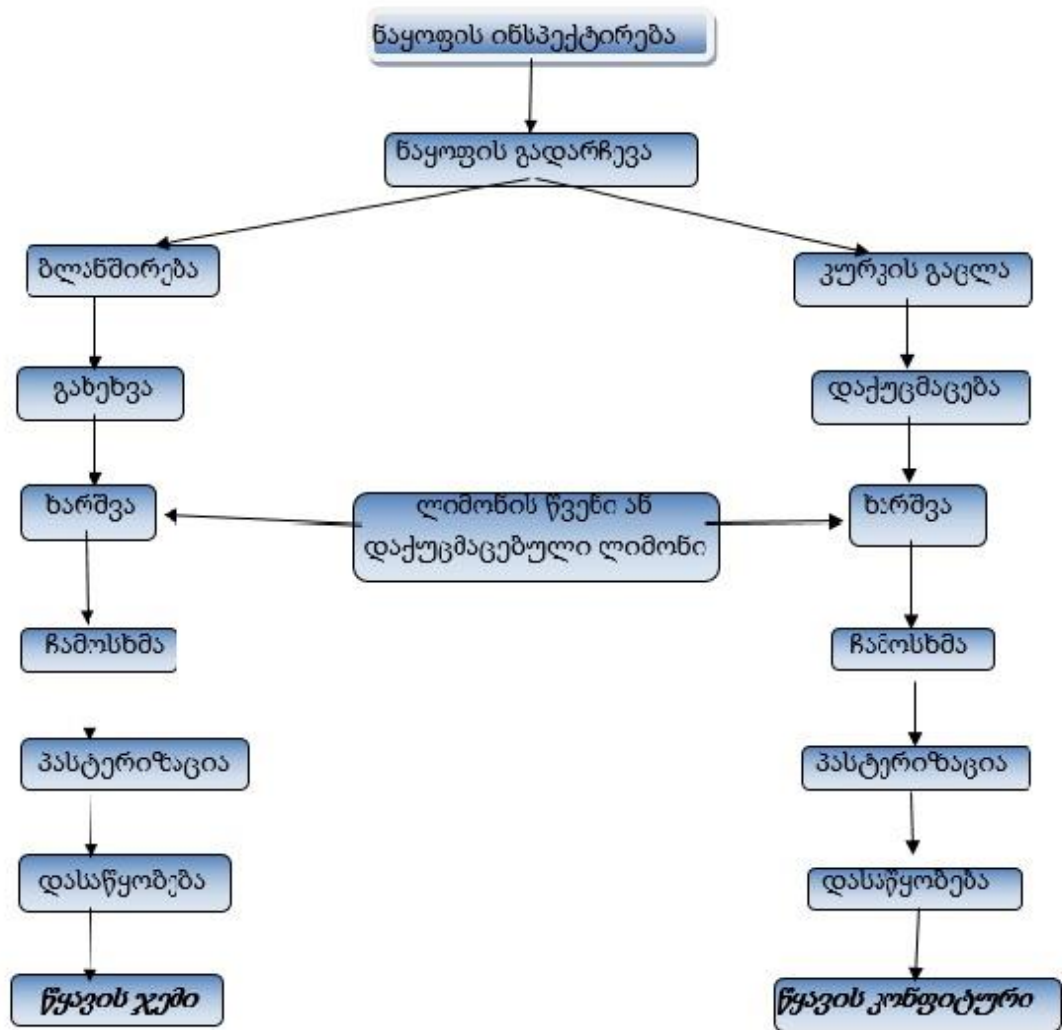 ნაყოფის ინსპექტირება
ნაყოფის გადარჩევა
ბლანშირება
კურკის გაცლა
გახეხვა
დაქუცმაცება
ხარშვა
ლიმონის წვენი ან
დაქუცმაცებული ლიმონი
ხარშვა
ჩამოსხმა
ჩამოსხმა
პასტერიზაცია
პასტერიზაცია
დასაწყობება
დასაწყობება
წყავის ჯემი
წყავის კონფიტური